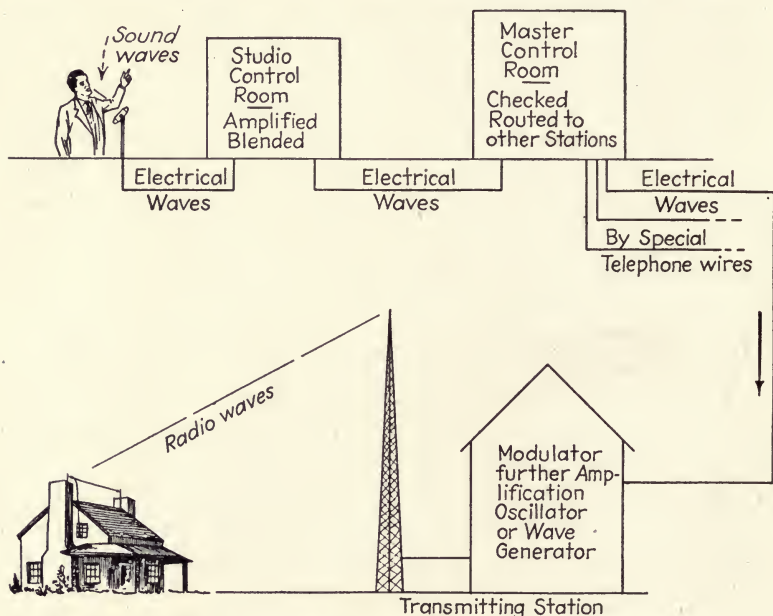 Sound
waves
Studio
Control
Room
Amplified
Blended
Master
Control
Room
Checked
Routed to
other Stations
Electrical
Waves
Electrical
Waves
Electrical
Waves
By Special
Telephone wires
Radio waves
Modulator
further Amp-
lification
Oscillator
or Wave
Generator
Transmitting Station